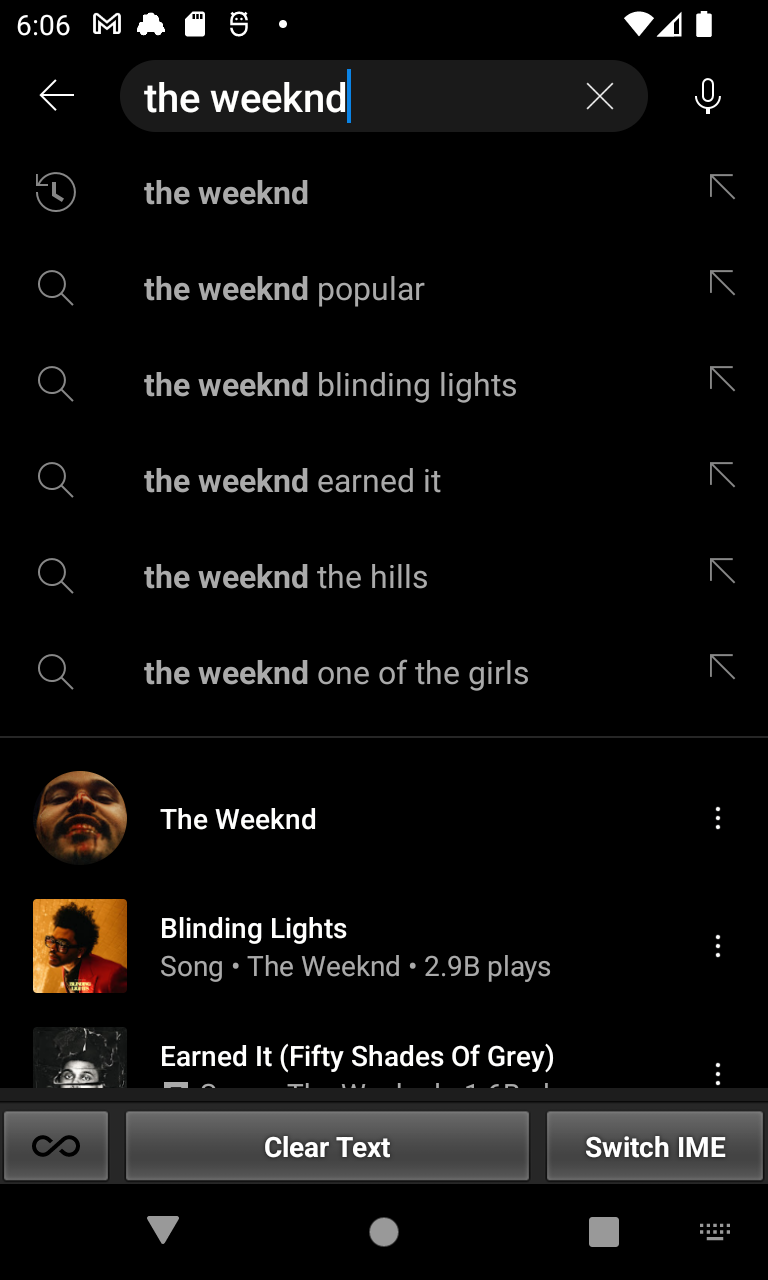 6:06
the weeknd
the weeknd
the weeknd popular
the weeknd blinding lights
the weeknd earned it
the weeknd the hills
the weeknd one of the girls
The Weeknd
Blinding Lights
Song • The Weeknd • 2.9B plays
Earned It (Fifty Shades Of Grey)
Clear Text
Switch IME